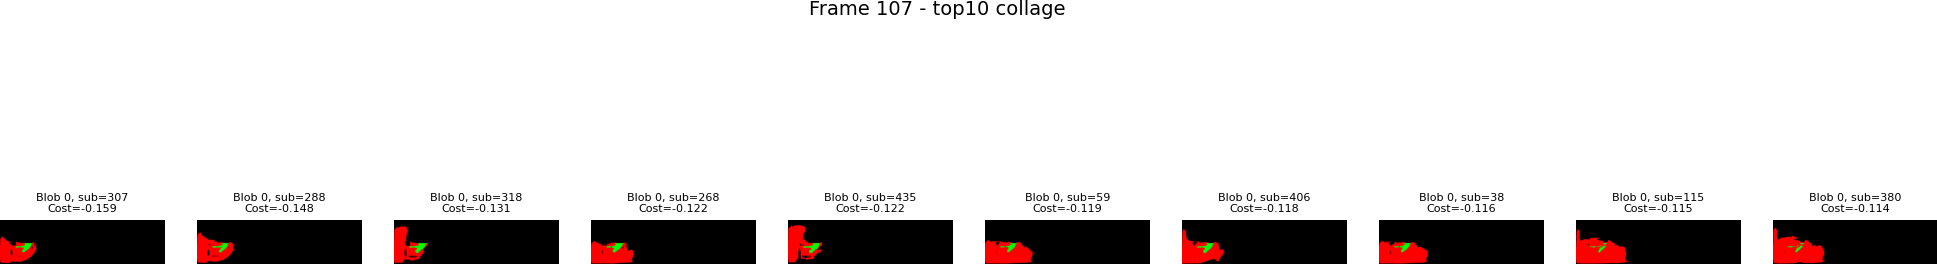 Frame 107 - top10 collage
Blob 0, sub=307
Cost=-0.159
Blob 0, sub=288
Cost=-0.148
Blob 0, sub=318
Cost=-0.131
Blob 0, sub=268
Cost=-0.122
Blob 0, sub=435
Cost=-0.122
Blob 0, sub=59
Cost=-0.119
Blob 0, sub=406
Cost=-0.118
Blob 0, sub=38
Cost=-0.116
Blob 0, sub=115
Cost=-0.115
Blob 0, sub=380
Cost=-0.114